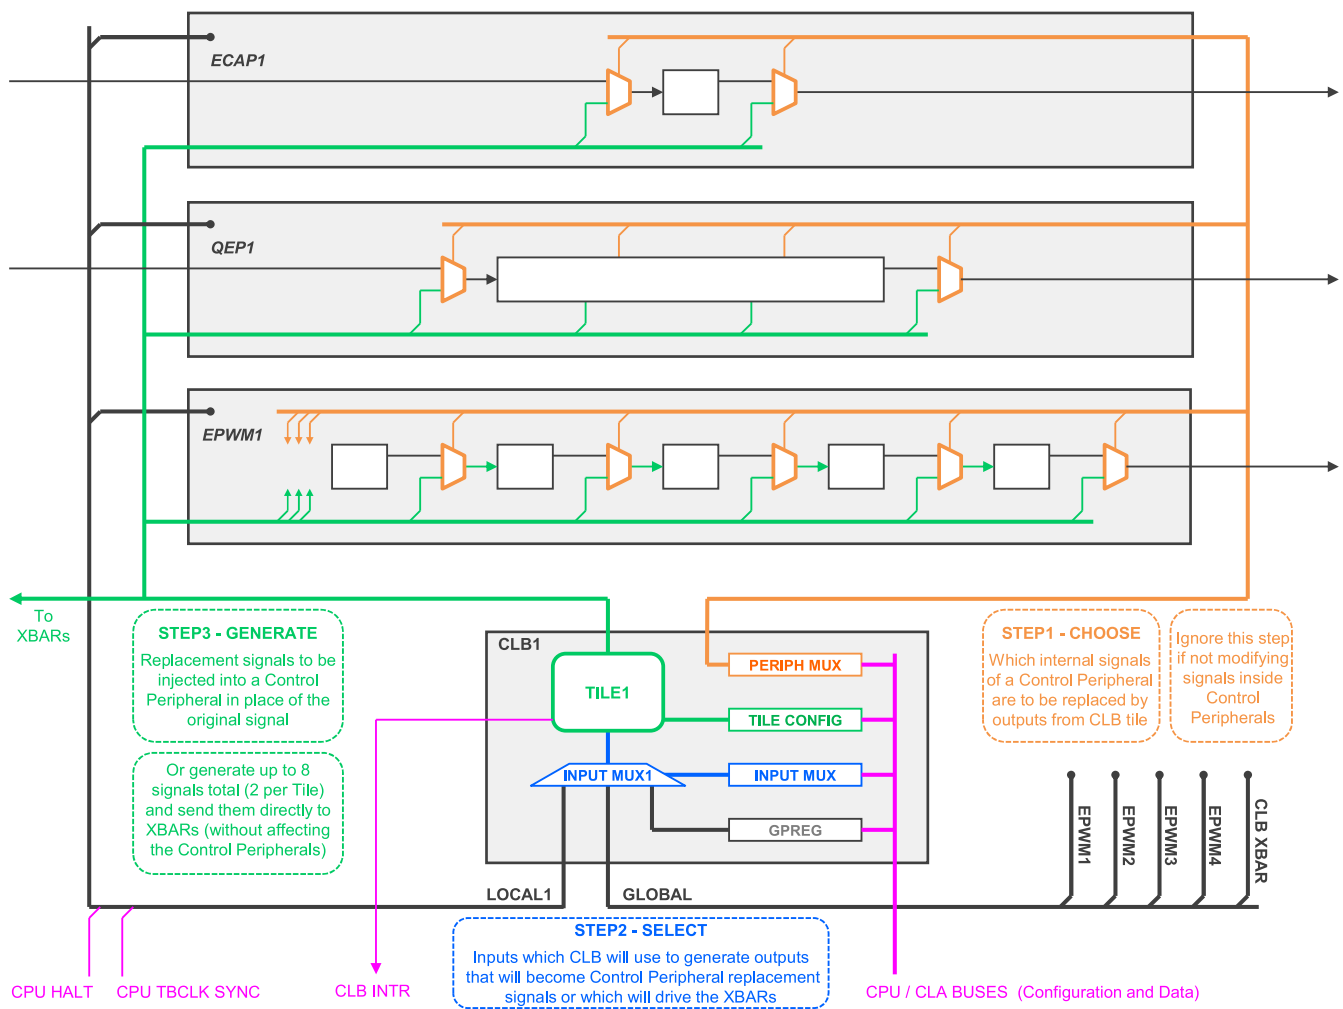 ECAP1
QEP1
EPWM1
To
XBARs
STEP3 - GENERATE
Replacement signals to be
injected into a Control
Peripheral in place of the
original signal
Or generate up to 8
signals total (2 per Tile)
and send them directly to
XBARs (without affecting
the Control Peripherals)
CLB1
TILE1
PERIPH MUX
TILE CONFIG
INPUT MUX1
INPUT MUX
GPREG
STEP1 - CHOOSE
Which internal signals
of a Control Peripheral
are to be replaced by
outputs from CLB tile
Ignore this step
if not modifying
signals inside
Control
Peripherals
EPWM1
EPWM2
EPWM3
EPWM4
CLB XBAR
LOCAL1
GLOBAL
STEP2 - SELECT
Inputs which CLB will use to generate outputs
that will become Control Peripheral replacement
signals or which will drive the XBARs
CPU HALT
CPU TBCLK SYNC
CLB INTR
CPU / CLA BUSES (Configuration and Data)